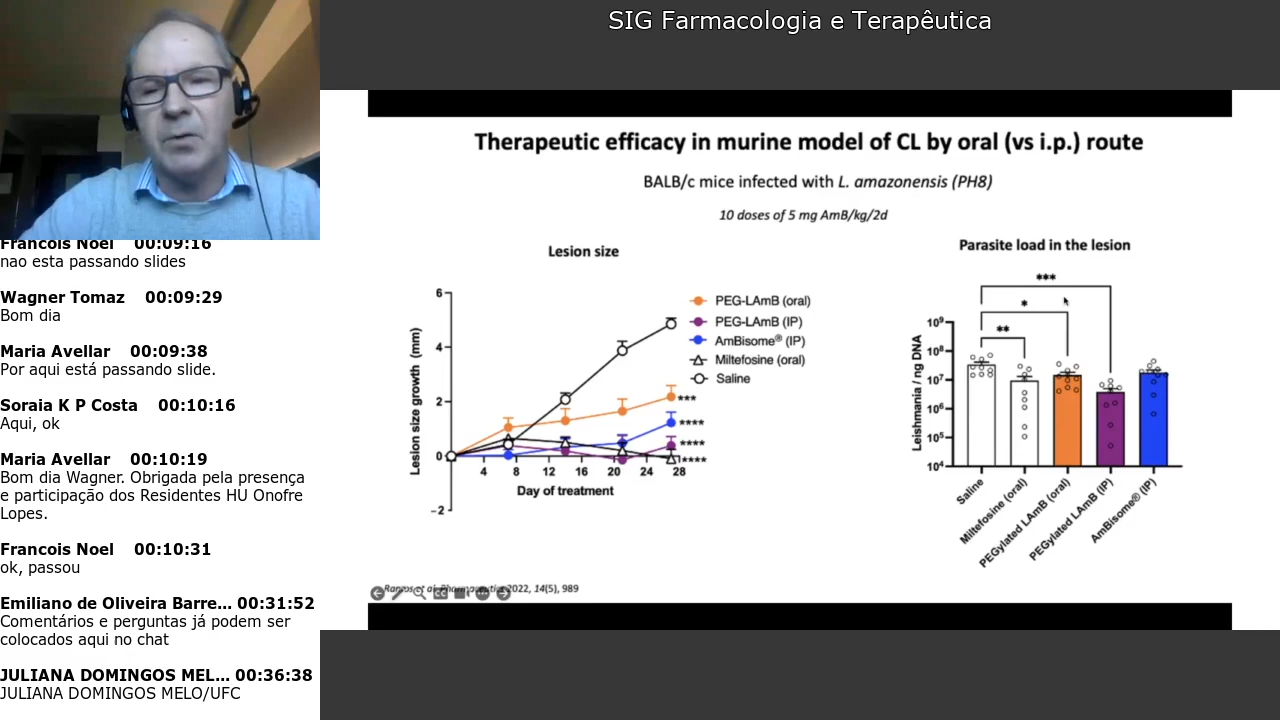 SIG Farmacologia e Terapêutica
Francois Noel 00:09:16
nao esta passando slides
Wagner Tomaz 00:09:29
Bom dia
Maria Avellar 00:09:38
Por aqui está passando slide.
Soraia K P Costa 00:10:16
Aqui, ok
Maria Avellar 00:10:19
Bom dia Wagner. Obrigada pela presença
e participação dos Residentes HU Onofre
Lopes.
Francois Noel 00:10:31
ok, passou
Emiliano de Oliveira Barre... 00:31:52
Comentários e perguntas já podem ser
colocados aqui no chat
JULIANA DOMINGOS MEL... 00:36:38
JULIANA DOMINGOS MELO/UFC
Therapeutic efficacy in murine model of CL by oral (vs i.p.) route
BALB/c mice infected with L. amazonensis (PH8)
10 doses of 5 mg AmB/kg/2d
Lesion size
Lesion size growth (mm)
6
4
2
0
−2
4 8 12 16 20 24 28
Day of treatment
PEG-LAmB (oral)
PEG-LAmB (IP)
AmBisome® (IP)
Miltefosine (oral)
Saline
***
****
****
****
Parasite load in the lesion
***
*
**
Leishmania / ng DNA
10⁹
10⁸
10⁷
10⁶
10⁵
10⁴
Saline
Miltefosine (oral)
PEGylated LAmB (oral)
PEGylated LAmB (IP)
AmBisome® (IP)
et al. 2022, 14(5), 989